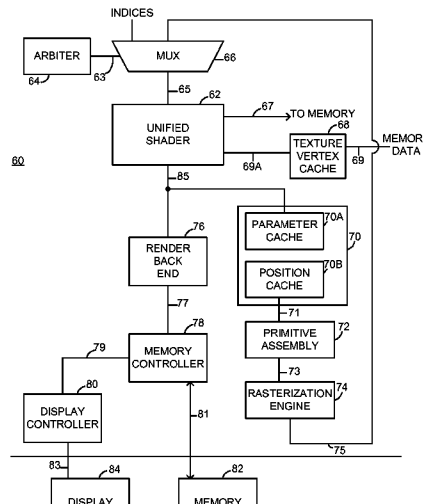 INDICES
ARBITER
64
63
MUX
66
65
62
UNIFIED
SHADER
67
TO MEMORY
68
TEXTURE
VERTEX
CACHE
69A
69
MEMOR
DATA
60
85
76
RENDER
BACK
END
PARAMETER
CACHE
70A
70
70B
POSITION
CACHE
71
77
78
MEMORY
CONTROLLER
PRIMITIVE
ASSEMBLY
72
73
79
RASTERIZATION
ENGINE
74
80
DISPLAY
CONTROLLER
81
75
83
84
DISPLAY
82
MEMORY